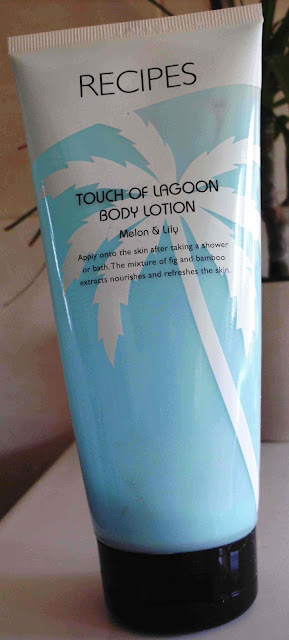 RECIPES
TOUCH OF LAGOON
BODY LOTION
Melon & Lily
Apply onto the skin after taking a shower
or bath. The mixture of fig and bamboo
extracts nourishes and refreshes the skin.